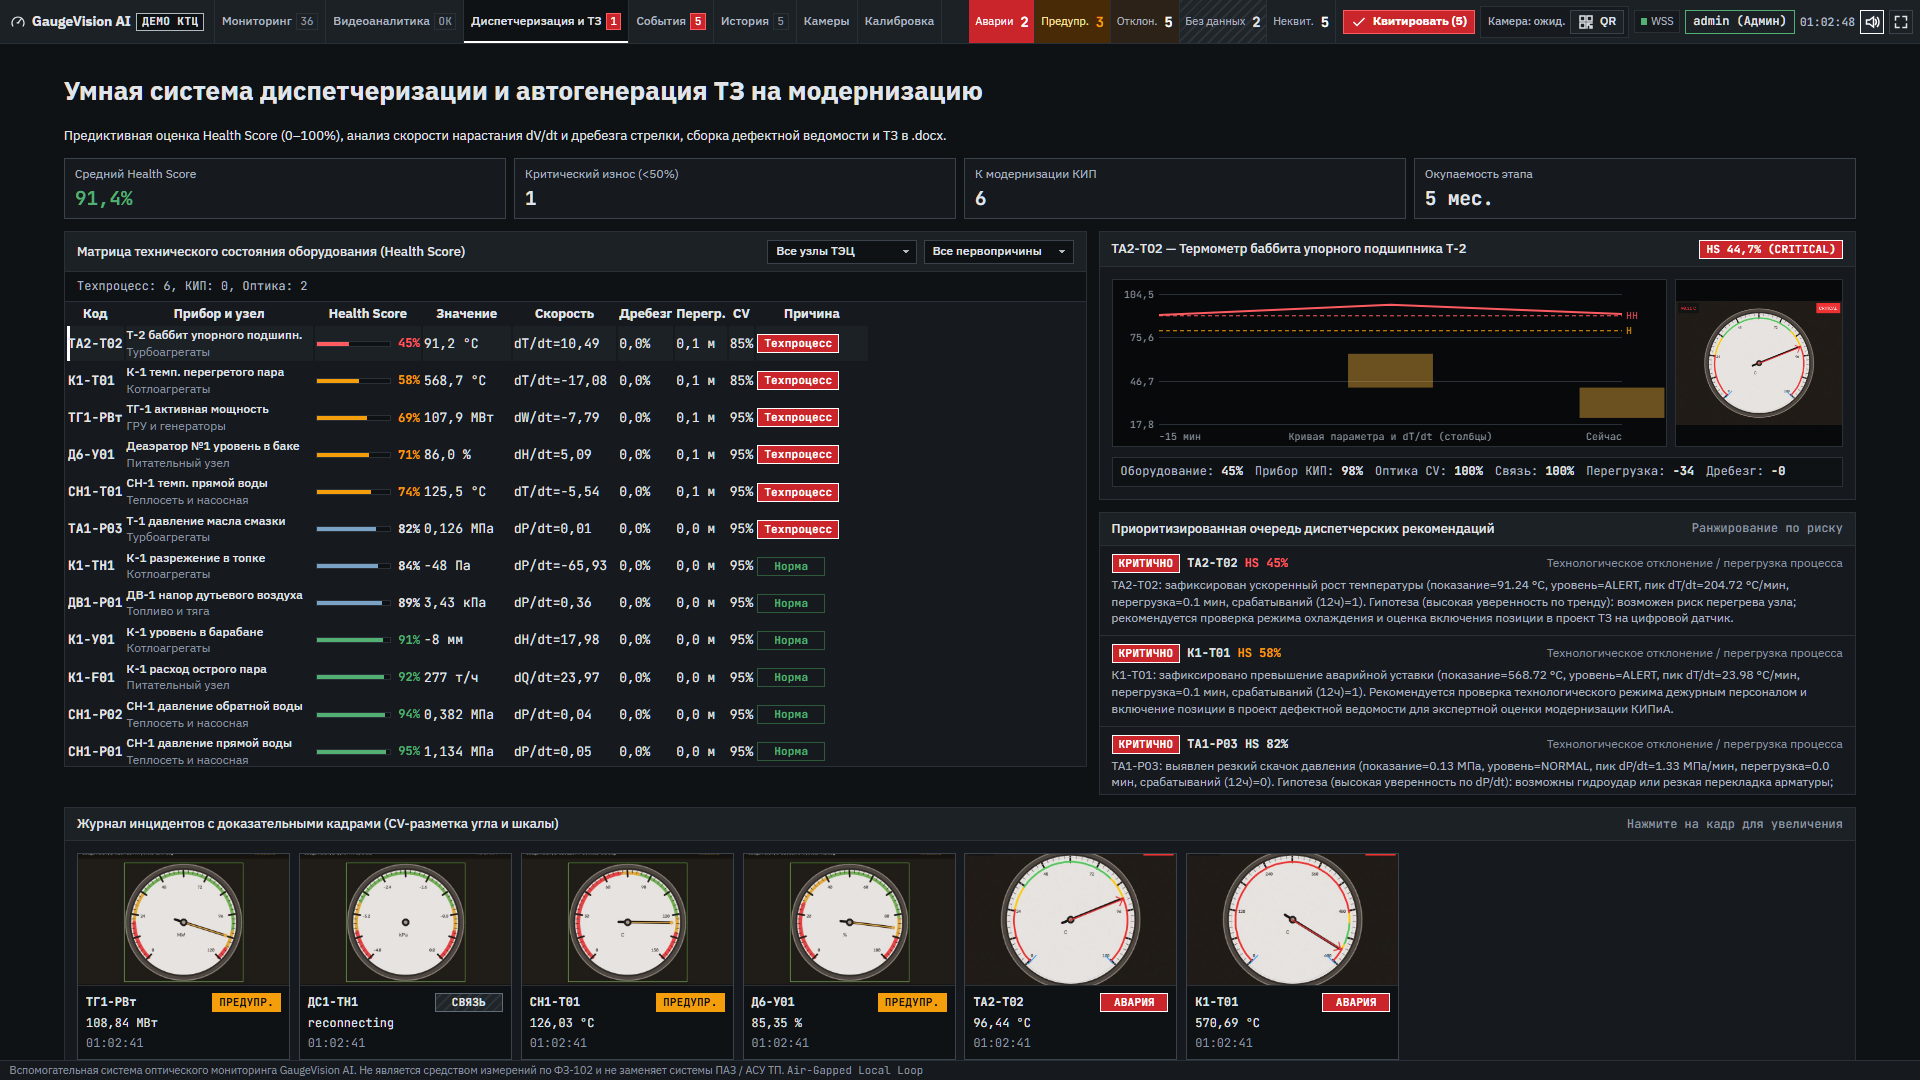 GaugeVision AI ДЕМО КТЦ Мониторинг 36 Видеоаналитика OK Диспетчеризация и ТЗ 1 События 5 История 5 Камеры Калибровка Аварии 2 Предупр. 3 Отклон. 5 Без данных 2 Неквит. 5 Квитировать (5) Камера: ожид. QR WSS admin (Админ) 01:02:48
Умная система диспетчеризации и автогенерация ТЗ на модернизацию
Предиктивная оценка Health Score (0–100%), анализ скорости нарастания dV/dt и дребезга стрелки, сборка дефектной ведомости и ТЗ в .docx.
Средний Health Score
91,4%
Критический износ (<50%)
1
К модернизации КИП
6
Окупаемость этапа
5 мес.
Матрица технического состояния оборудования (Health Score) Все узлы ТЭЦ Все первопричины
Техпроцесс: 6, КИП: 0, Оптика: 2
Код Прибор и узел Health Score Значение Скорость Дребезг Перегр. CV Причина
ТА2-Т02 Т-2 баббит упорного подшипн. Турбоагрегаты 45% 91,2 °C dT/dt=10,49 0,0% 0,1 м 85% Техпроцесс
К1-Т01 К-1 темп. перегретого пара Котлоагрегаты 58% 568,7 °C dT/dt=-17,08 0,0% 0,1 м 85% Техпроцесс
ТГ1-РВт ТГ-1 активная мощность ГРУ и генераторы 69% 107,9 МВт dW/dt=-7,79 0,0% 0,1 м 95% Техпроцесс
Д6-У01 Деаэратор №1 уровень в баке Питательный узел 71% 86,0 % dH/dt=5,09 0,0% 0,1 м 95% Техпроцесс
СН1-Т01 СН-1 темп. прямой воды Теплосеть и насосная 74% 125,5 °C dT/dt=-5,54 0,0% 0,1 м 95% Техпроцесс
ТА1-Р03 Т-1 давление масла смазки Турбоагрегаты 82% 0,126 МПа dP/dt=0,01 0,0% 0,0 м 95% Техпроцесс
К1-ТН1 К-1 разрежение в топке Котлоагрегаты 84% -48 Па dP/dt=-65,93 0,0% 0,0 м 95% Норма
ДВ1-Р01 ДВ-1 напор дутьевого воздуха Топливо и тяга 89% 3,43 кПа dP/dt=0,36 0,0% 0,0 м 95% Норма
К1-У01 К-1 уровень в барабане Котлоагрегаты 91% -8 мм dH/dt=17,98 0,0% 0,0 м 95% Норма
К1-F01 К-1 расход острого пара Питательный узел 92% 277 т/ч dQ/dt=23,97 0,0% 0,0 м 95% Норма
СН1-Р02 СН-1 давление обратной воды Теплосеть и насосная 94% 0,382 МПа dP/dt=0,04 0,0% 0,0 м 95% Норма
СН1-Р01 СН-1 давление прямой воды Теплосеть и насосная 95% 1,134 МПа dP/dt=0,05 0,0% 0,0 м 95% Норма
ТА2-Т02 — Термометр баббита упорного подшипника Т-2 HS 44,7% (CRITICAL)
104,5
HH
H
75,6
46,7
17,8
-15 мин Кривая параметра и dT/dt (столбцы) Сейчас
Оборудование: 45% Прибор КИП: 98% Оптика CV: 100% Связь: 100% Перегрузка: -34 Дребезг: -0
Приоритизированная очередь диспетчерских рекомендаций Ранжирование по риску
КРИТИЧНО ТА2-Т02 HS 45% Технологическое отклонение / перегрузка процесса
ТА2-Т02: зафиксирован ускоренный рост температуры (показание=91.24 °C, уровень=ALERT, пик dT/dt=204.72 °C/мин,
перегрузка=0.1 мин, срабатываний (12ч)=1). Гипотеза (высокая уверенность по тренду): возможен риск перегрева узла;
рекомендуется проверка режима охлаждения и оценка включения позиции в проект ТЗ на цифровой датчик.
КРИТИЧНО К1-Т01 HS 58% Технологическое отклонение / перегрузка процесса
К1-Т01: зафиксировано превышение аварийной уставки (показание=568.72 °C, уровень=ALERT, пик dT/dt=23.98 °C/мин,
перегрузка=0.1 мин, срабатываний (12ч)=1). Рекомендуется проверка технологического режима дежурным персоналом и
включение позиции в проект дефектной ведомости для экспертной оценки модернизации КИПиА.
КРИТИЧНО ТА1-Р03 HS 82% Технологическое отклонение / перегрузка процесса
ТА1-Р03: выявлен резкий скачок давления (показание=0.13 МПа, уровень=NORMAL, пик dP/dt=1.33 МПа/мин, перегрузка=0.0
мин, срабатываний (12ч)=0). Гипотеза (высокая уверенность по dP/dt): возможны гидроудар или резкая перекладка арматуры;
Журнал инцидентов с доказательными кадрами (CV-разметка угла и шкалы) Нажмите на кадр для увеличения
ТГ1-РВт ПРЕДУПР.
108,84 МВт
01:02:41
ДС1-ТН1 СВЯЗЬ
reconnecting
01:02:41
СН1-Т01 ПРЕДУПР.
126,03 °C
01:02:41
Д6-У01 ПРЕДУПР.
85,35 %
01:02:41
ТА2-Т02 АВАРИЯ
96,44 °C
01:02:41
К1-Т01 АВАРИЯ
570,69 °C
01:02:41
Вспомогательная система оптического мониторинга GaugeVision AI. Не является средством измерений по ФЗ-102 и не заменяет системы ПАЗ / АСУ ТП. Air-Gapped Local Loop